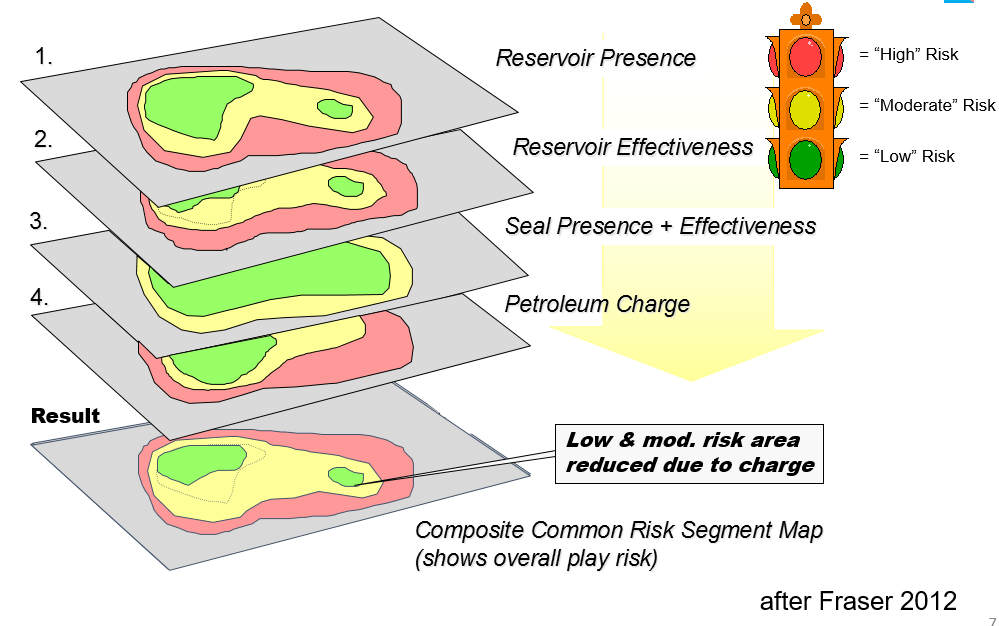 1.
Reservoir Presence
= “High” Risk
= “Moderate” Risk
= “Low” Risk
2.
Reservoir Effectiveness
3.
Seal Presence + Effectiveness
4.
Petroleum Charge
Result
Low & mod. risk area
reduced due to charge
Composite Common Risk Segment Map
(shows overall play risk)
after Fraser 2012
7